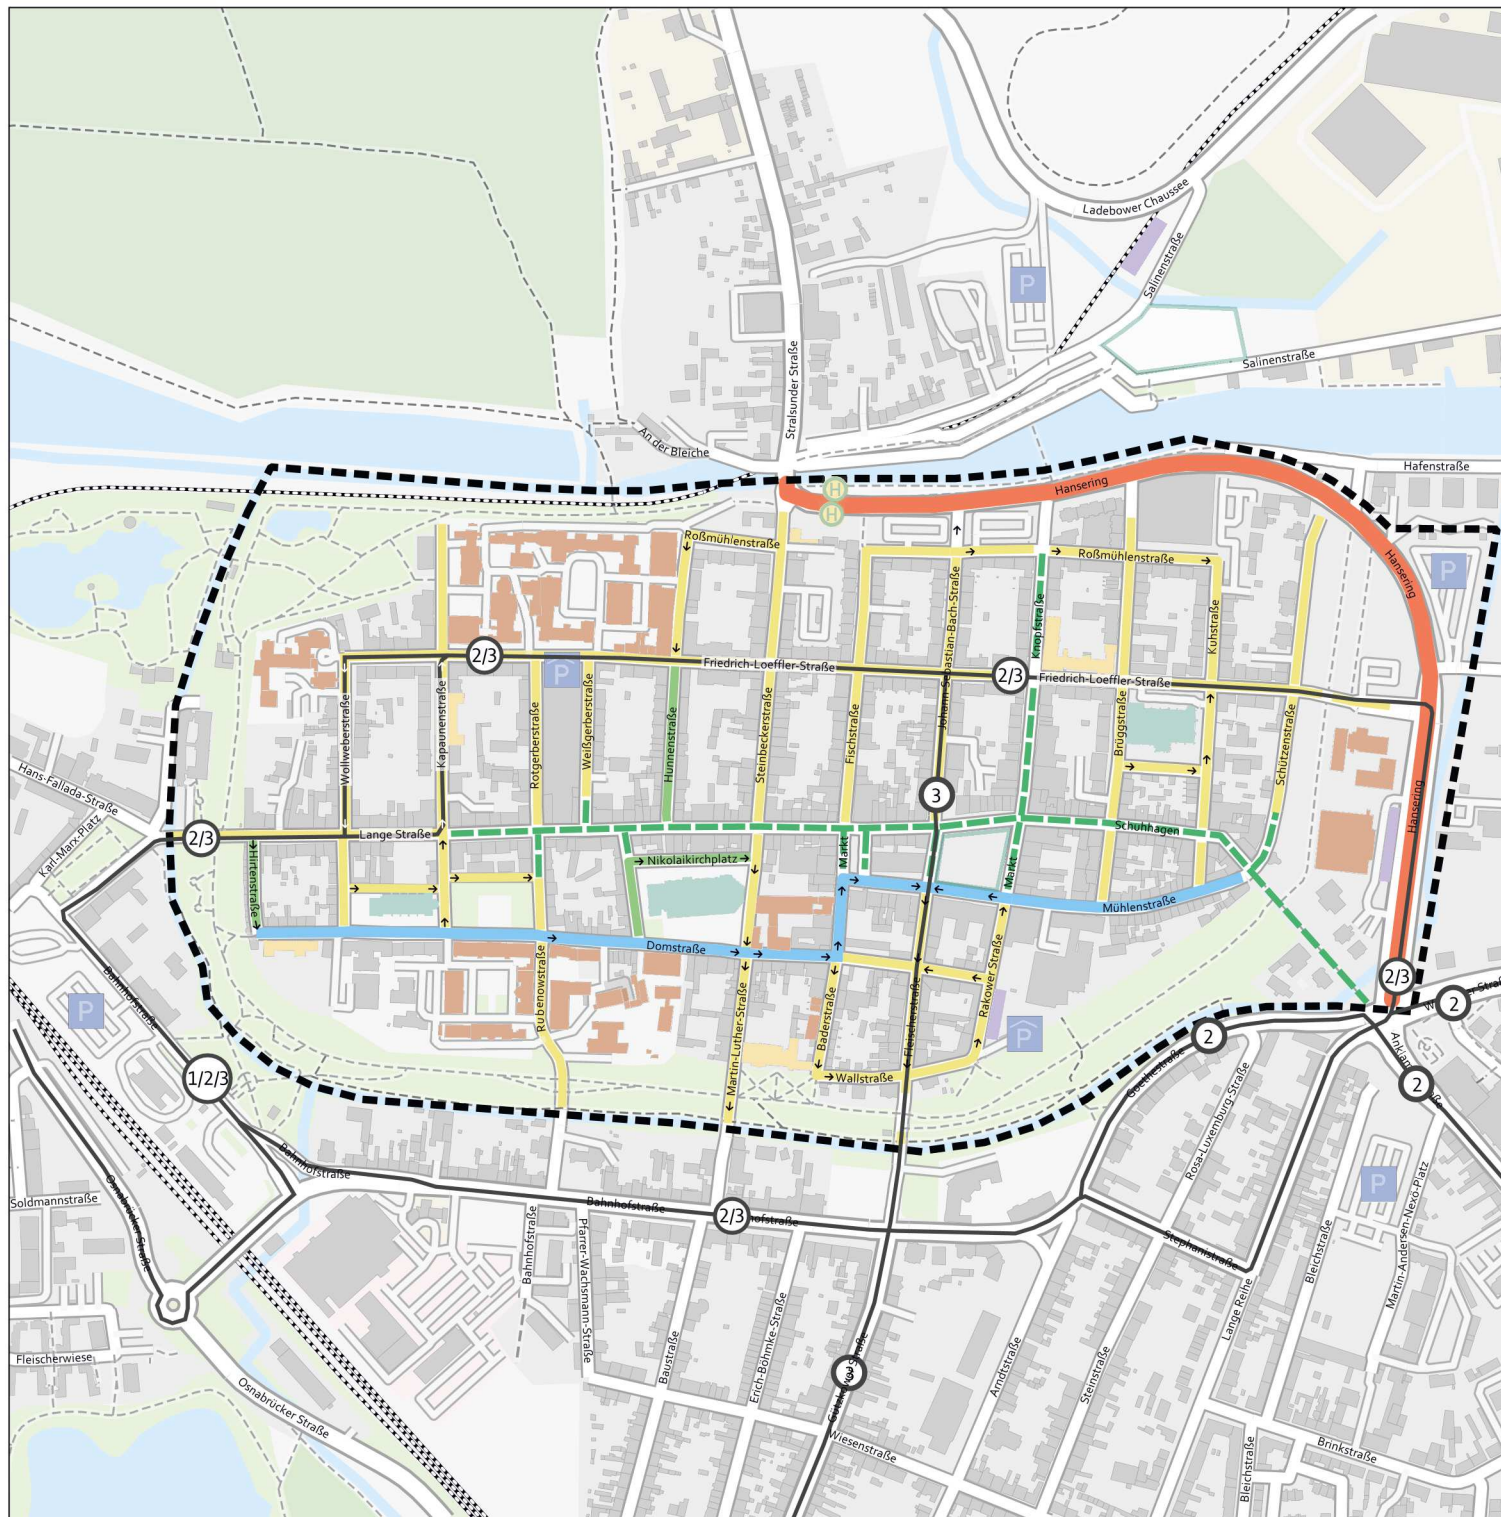 Ladebower Chaussee
Salinenstraße
P
Salinenstraße
Stralsunder Straße
An der Bleiche
Hafenstraße
H
H
Hansering
Hansering
P
Roßmühlenstraße
Roßmühlenstraße
Johann-Sebastian-Bach-Straße
Knopfstraße
Kuhstraße
2/3
P
Friedrich-Loeffler-Straße
2/3
Friedrich-Loeffler-Straße
Wollweberstraße
Kapaunenstraße
Rotgerberstraße
Weißgerberstraße
Hunnenstraße
Steinbeckerstraße
Fischstraße
Brüggstraße
Schützenstraße
Hansering
Hans-Fallada-Straße
Karl-Marx-Platz
2/3
Lange Straße
3
Schuhhagen
Hirtenstraße
Nikolaikirchplatz
Markt
Markt
Mühlenstraße
Domstraße
Rubenowstraße
Martin-Luther-Straße
Baderstraße
Fleischerstraße
Rakower Straße
Wallstraße
P
2/3
2
2
2
P
Bahnhofstraße
1/2/3
Goethestraße
Rosa-Luxemburg-Straße
Bahnhofstraße
Bahnhofstraße
2/3
Soldmannstraße
Osnabrücker Straße
Bahnhofstraße
Pfarrer-Wachsmann-Straße
Stephanistraße
P
Bleichstraße
Martin-Andersen-Nexö-Platz
Lange Reihe
Fleischerwiese
Osnabrücker Straße
Baustraße
Erich-Böhmke-Straße
Gützkower Straße
Wiesenstraße
Arndtstraße
Steinstraße
Bleichstraße
Brinkstraße